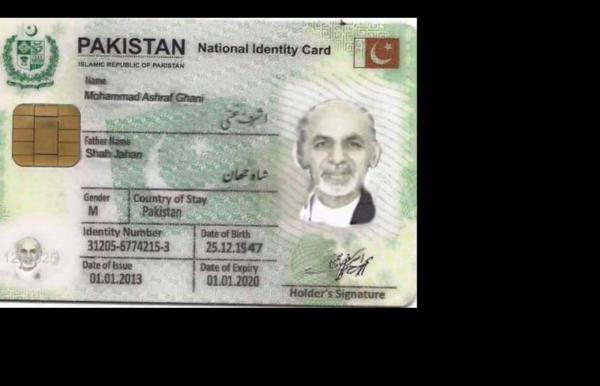 PAKISTAN National Identity Card
ISLAMIC REPUBLIC OF PAKISTAN
Name
Mohammad Ashraf Ghani
اشرف غنی
Father Name
Shah Jahan
شاہ جهان
Gender Country of Stay
M Pakistan
Identity Number Date of Birth
31205-6774215-3 25.12.1947
Date of Issue Date of Expiry
01.01.2013 01.01.2020
Holder's Signature